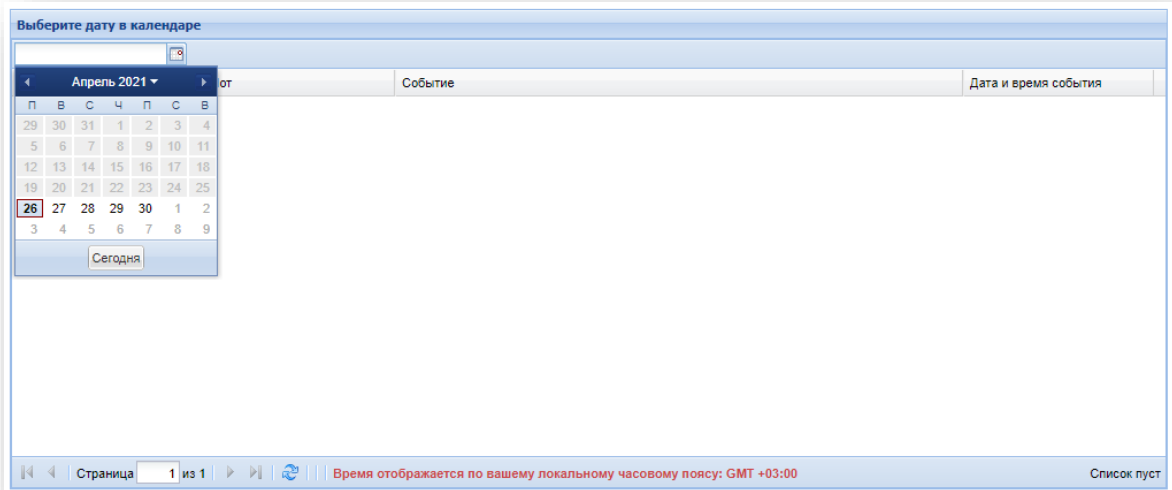 Выберите дату в календаре
Апрель 2021
от Событие Дата и время события
П В С Ч П С В
29 30 31 1 2 3 4
5 6 7 8 9 10 11
12 13 14 15 16 17 18
19 20 21 22 23 24 25
26 27 28 29 30 1 2
3 4 5 6 7 8 9
Сегодня
Страница 1 из 1 Время отображается по вашему локальному часовому поясу: GMT +03:00 Список пуст